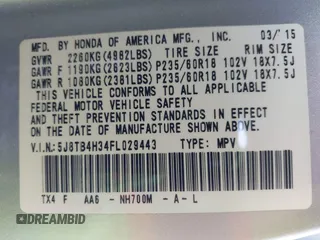 MFD. BY HONDA OF AMERICA MFG., INC. 03/15
GVWR 2260KG(4982LBS) TIRE SIZE RIM SIZE
GAWR F 1190KG(2623LBS) P235/60R18 102V 18X7.5J
GAWR R 1080KG(2381LBS) P235/60R18 102V 18X7.5J
THIS VEHICLE CONFORMS TO ALL APPLICABLE
FEDERAL MOTOR VEHICLE SAFETY
AND THEFT PREVENTION STANDARDS IN EFFECT
ON THE DATE OF MANUFACTURE SHOWN ABOVE.
V.I.N.:5J8TB4H34FL029443 TYPE: MPV
TX4 F AA6 - NH700M - A - L
DREAMBID